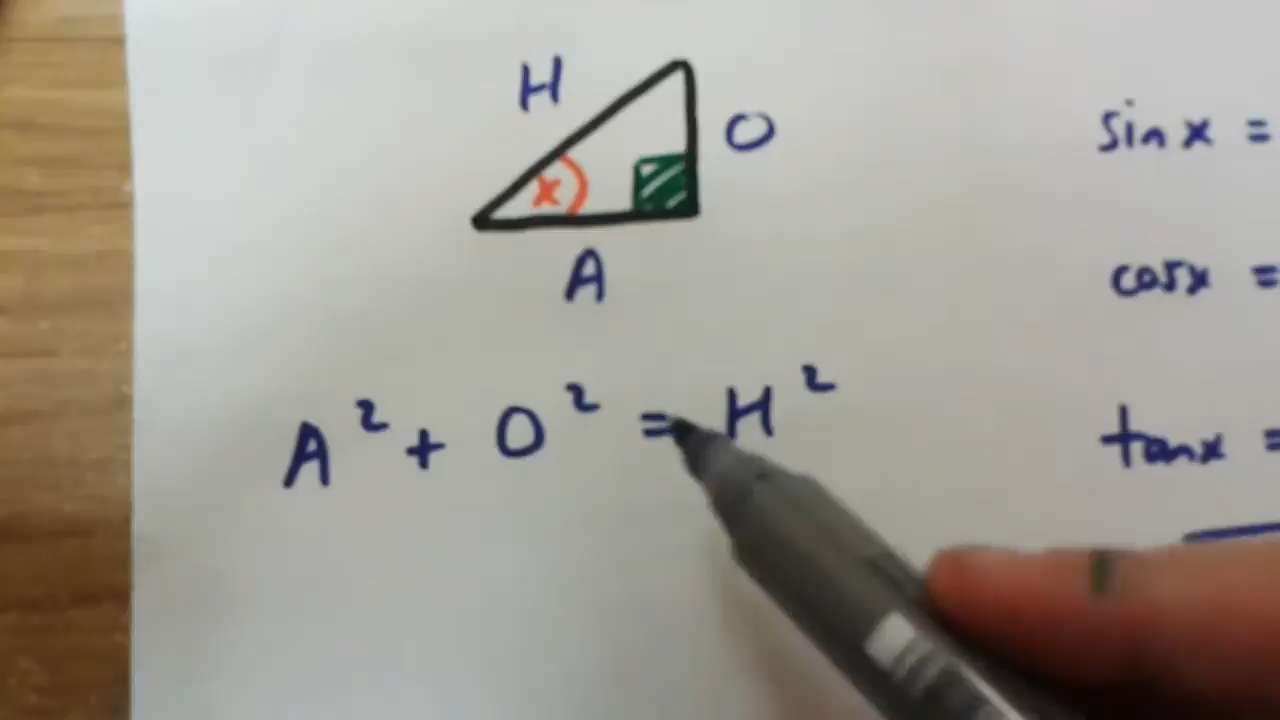 H
O
x
A
A² + O² = H²
sin x =
cos x =
tan x =